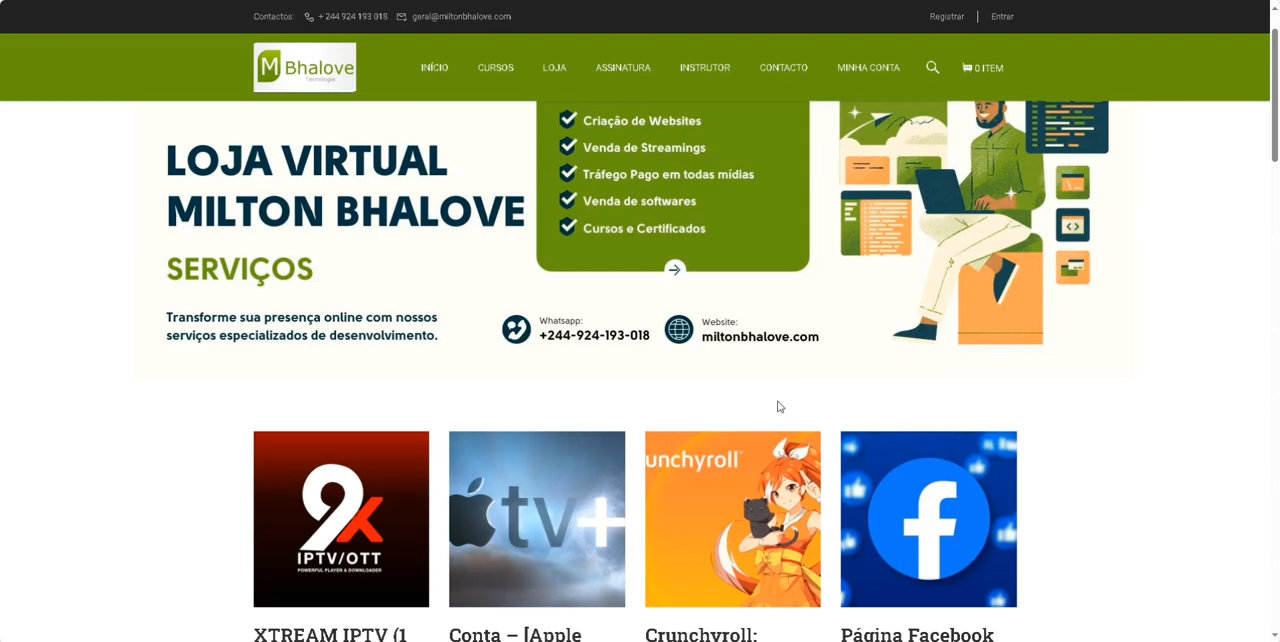 Contactos: + 244 924 193 018 geral@miltonbhalove.com Registrar Entrar
M Bhalove
Tecnologia
INÍCIO CURSOS LOJA ASSINATURA INSTRUTOR CONTACTO MINHA CONTA 0 ITEM
LOJA VIRTUAL
MILTON BHALOVE
SERVIÇOS
Transforme sua presença online com nossos
serviços especializados de desenvolvimento.
Criação de Websites
Venda de Streamings
Tráfego Pago em todas mídias
Venda de softwares
Cursos e Certificados
Whatsapp:
+244-924-193-018
Website:
miltonbhalove.com
9x
IPTV/OTT
POWERFUL PLAYER & DOWNLOADER
tv+
unchyroll
f
XTREAM IPTV (1
Conta – [Apple
Crunchyroll:
Página Facebook